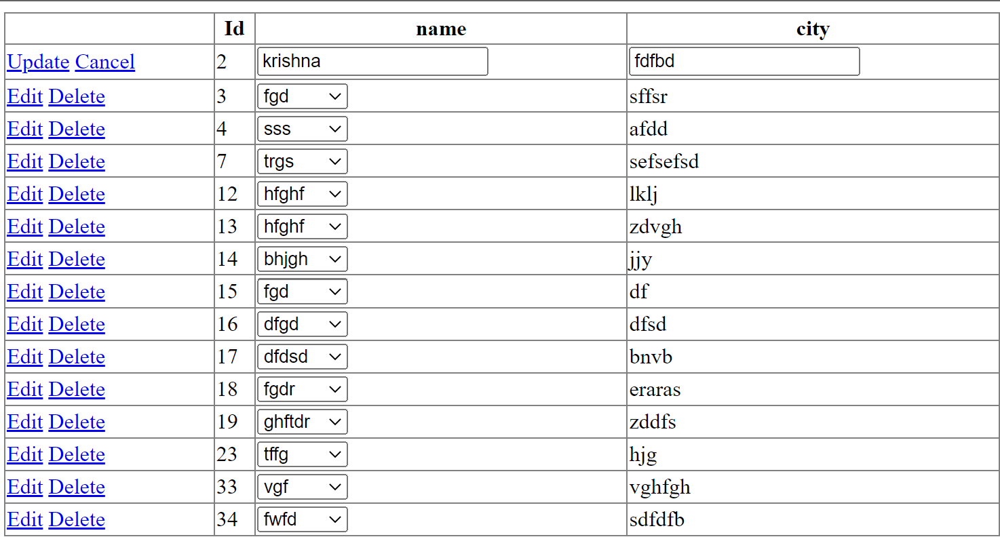 Id name city
Update Cancel 2 krishna fdfbd
Edit Delete 3 fgd sffsr
Edit Delete 4 sss afdd
Edit Delete 7 trgs sefsefsd
Edit Delete 12 hfghf lklj
Edit Delete 13 hfghf zdvgh
Edit Delete 14 bhjgh jjy
Edit Delete 15 fgd df
Edit Delete 16 dfgd dfsd
Edit Delete 17 dfdsd bnvb
Edit Delete 18 fgdr eraras
Edit Delete 19 ghftdr zddfs
Edit Delete 23 tffg hjg
Edit Delete 33 vgf vghfgh
Edit Delete 34 fwfd sdfdfb